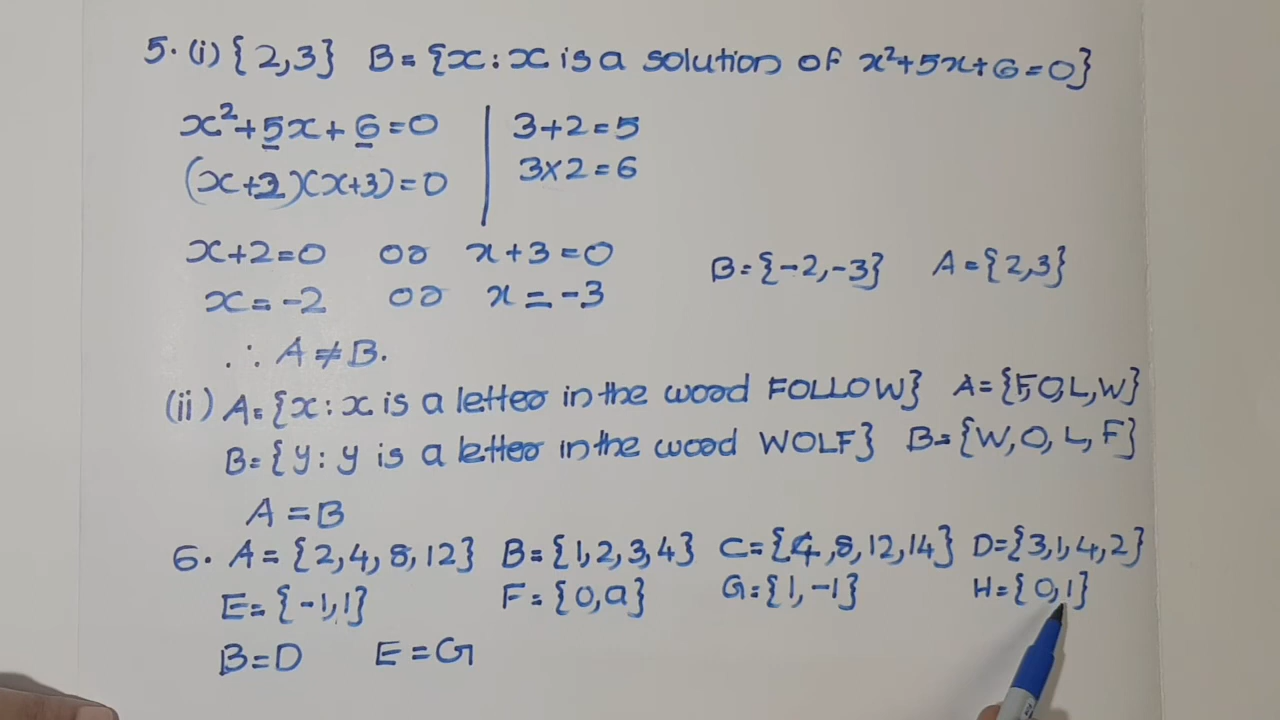 5. (i) {2,3} B = {x : x is a solution of x²+5x+6=0}
x²+5x+6=0 | 3+2=5
(x+2)(x+3)=0 | 3×2=6
x+2=0 or x+3=0
B={-2,-3} A={2,3}
x=-2 or x=-3
∴ A≠B.
(ii) A={x : x is a letter in the word FOLLOW} A={F,O,L,W}
B={y : y is a letter in the word WOLF} B={W,O,L,F}
A=B
6. A={2,4,8,12} B={1,2,3,4} C={4,8,12,14} D={3,1,4,2}
E={-1,1} F={0,a} G={1,-1} H={0,1}
B=D E=G